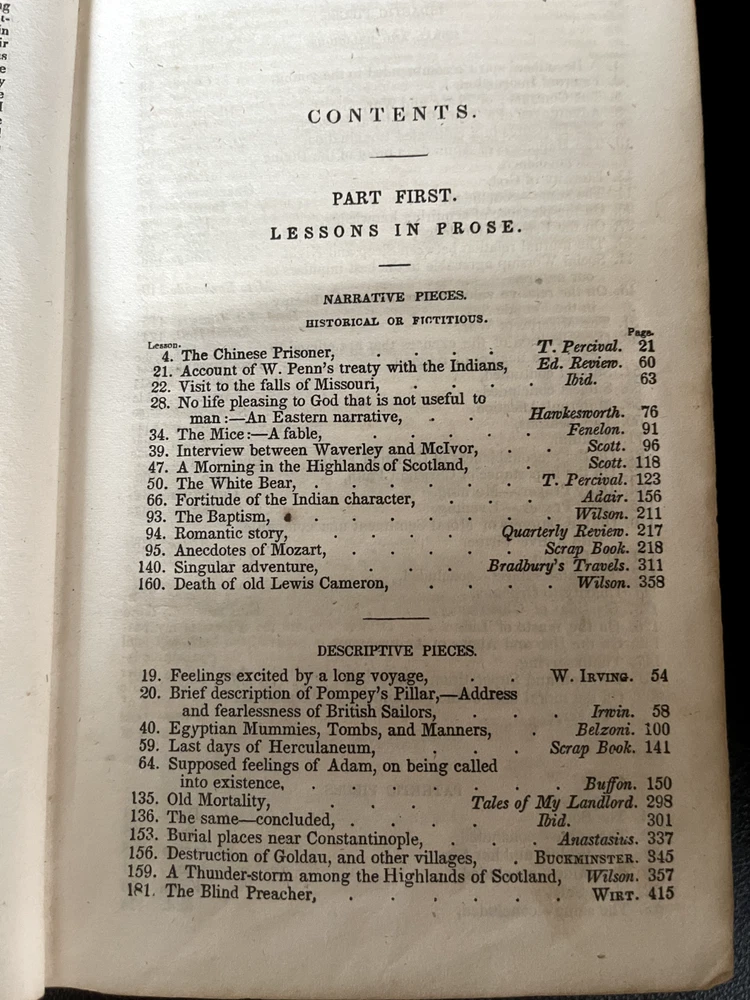 CONTENTS.
PART FIRST.
LESSONS IN PROSE.
NARRATIVE PIECES.
HISTORICAL OR FICTITIOUS.
Lesson. Page.
4. The Chinese Prisoner, . . . . T. Percival. 21
21. Account of W. Penn's treaty with the Indians, Ed. Review. 60
22. Visit to the falls of Missouri, . . . . Ibid. 63
28. No life pleasing to God that is not useful to
man:—An Eastern narrative, . . Hawkesworth. 76
34. The Mice:—A fable, . . . . . Fenelon. 91
39. Interview between Waverley and McIvor, . . Scott. 96
47. A Morning in the Highlands of Scotland, . Scott. 118
50. The White Bear, . . . . . . T. Percival. 123
66. Fortitude of the Indian character, . . . Adair. 156
93. The Baptism, . . . . . . . Wilson. 211
94. Romantic story, . . . . Quarterly Review. 217
95. Anecdotes of Mozart, . . . . . Scrap Book. 218
140. Singular adventure, . . . Bradbury's Travels. 311
160. Death of old Lewis Cameron, . . . . Wilson. 358
DESCRIPTIVE PIECES.
19. Feelings excited by a long voyage, . . W. IRVING. 54
20. Brief description of Pompey's Pillar,—Address
and fearlessness of British Sailors, . . . Irwin. 58
40. Egyptian Mummies, Tombs, and Manners, . Belzoni. 100
59. Last days of Herculaneum, . . . Scrap Book. 141
64. Supposed feelings of Adam, on being called
into existence, . . . . . . . Buffon. 150
135. Old Mortality, . . . Tales of My Landlord. 298
136. The same—concluded, . . . . Ibid. 301
153. Burial places near Constantinople, . . . Anastasius. 337
156. Destruction of Goldau, and other villages, . BUCKMINSTER. 345
159. A Thunder-storm among the Highlands of Scotland, Wilson. 357
181. The Blind Preacher, . . . . . . WIRT. 415